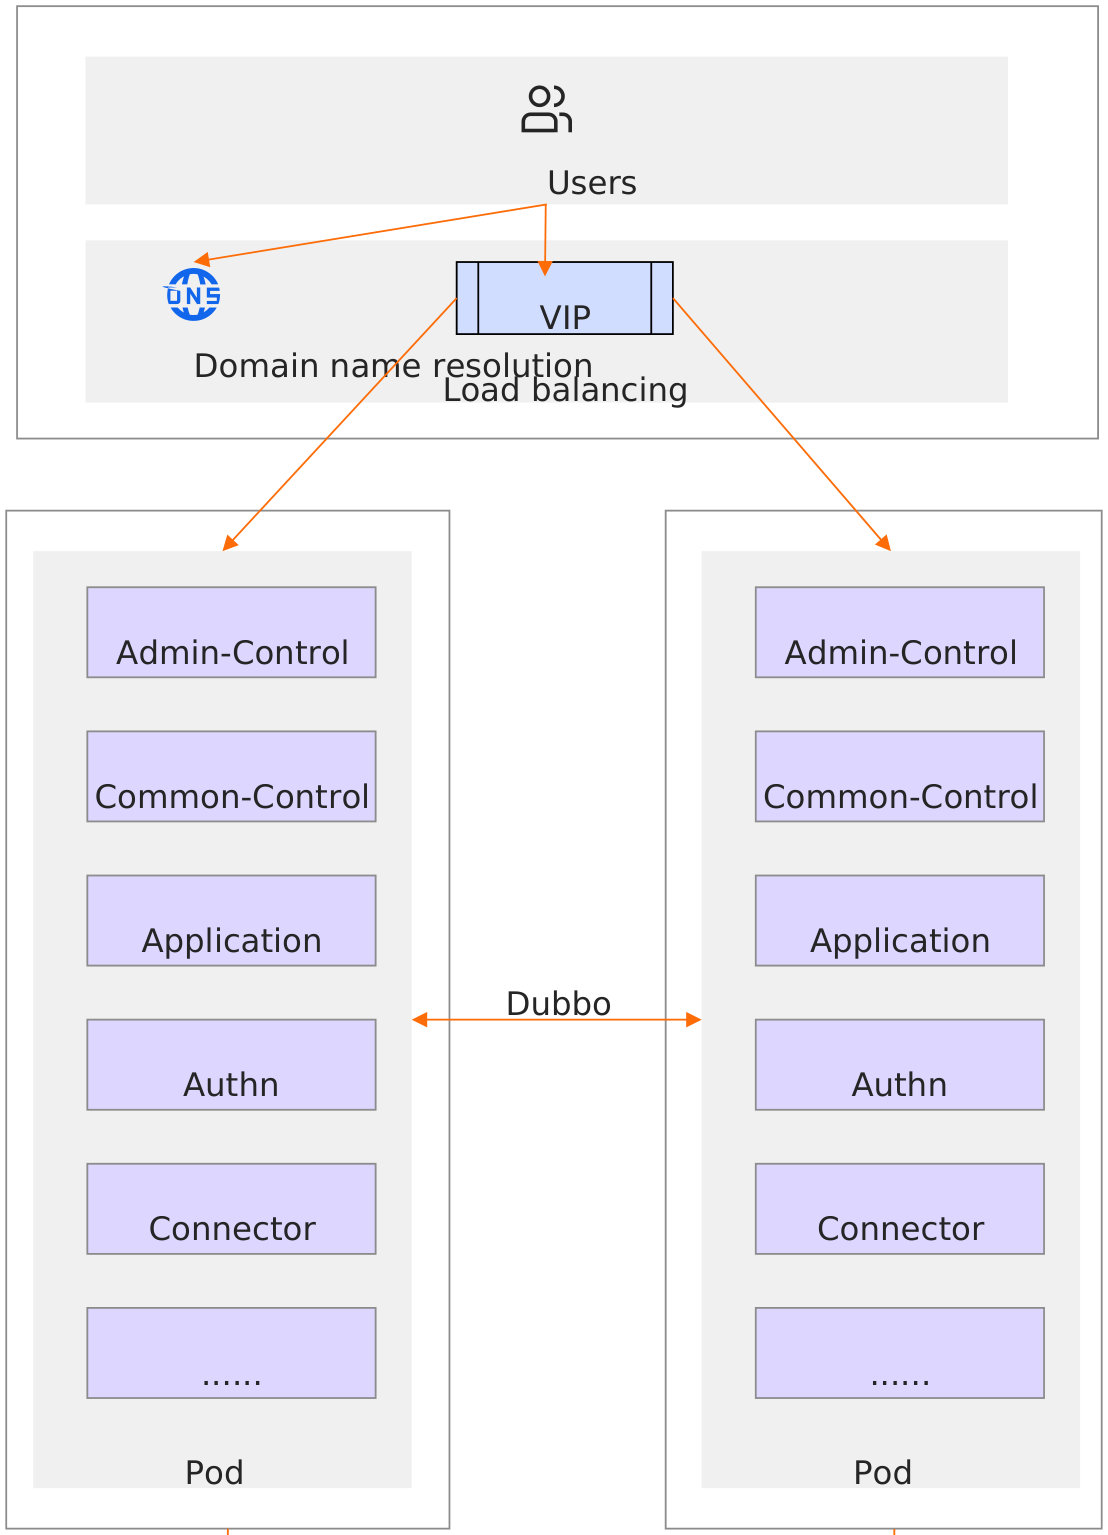 Users
DNS
VIP
Domain name resolution
Load balancing
Admin-Control
Common-Control
Application
Authn
Connector
......
Pod
Dubbo
Admin-Control
Common-Control
Application
Authn
Connector
......
Pod